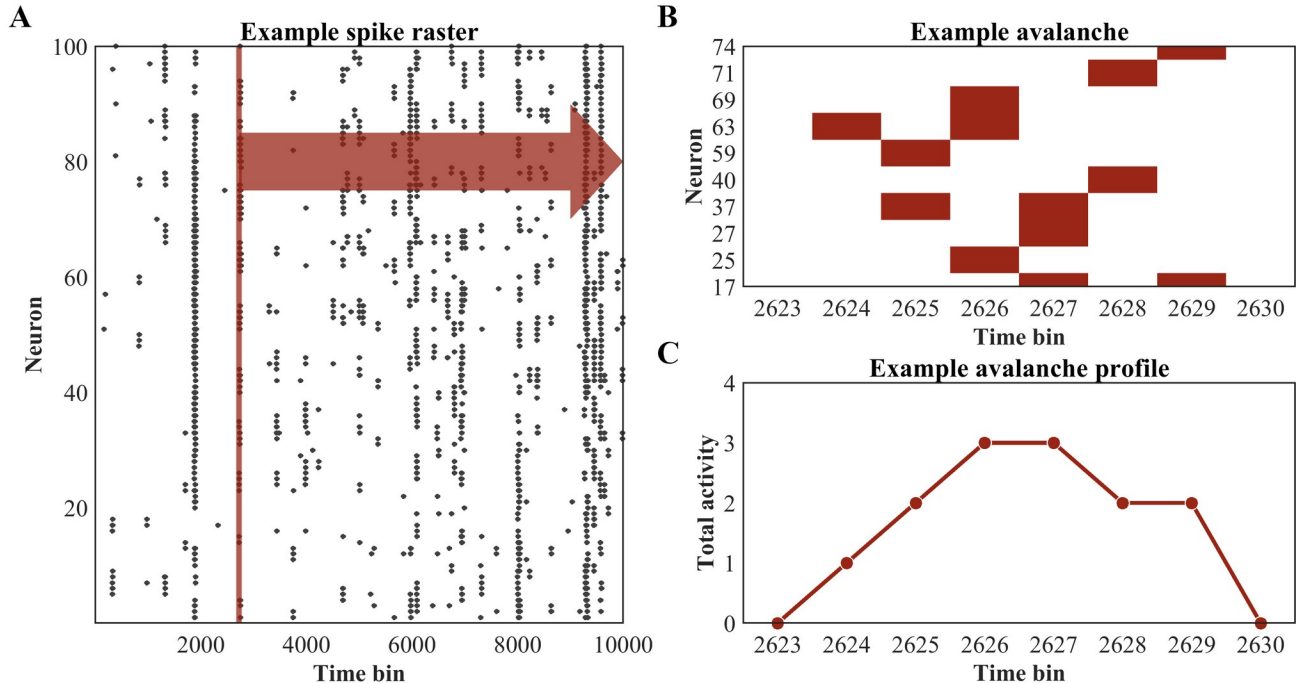 A
Example spike raster
100
80
60
40
20
Neuron
2000 4000 6000 8000 10000
Time bin
B
Example avalanche
74
71
69
63
59
40
37
27
25
17
Neuron
2623 2624 2625 2626 2627 2628 2629 2630
Time bin
C
Example avalanche profile
4
3
2
1
0
Total activity
2623 2624 2625 2626 2627 2628 2629 2630
Time bin